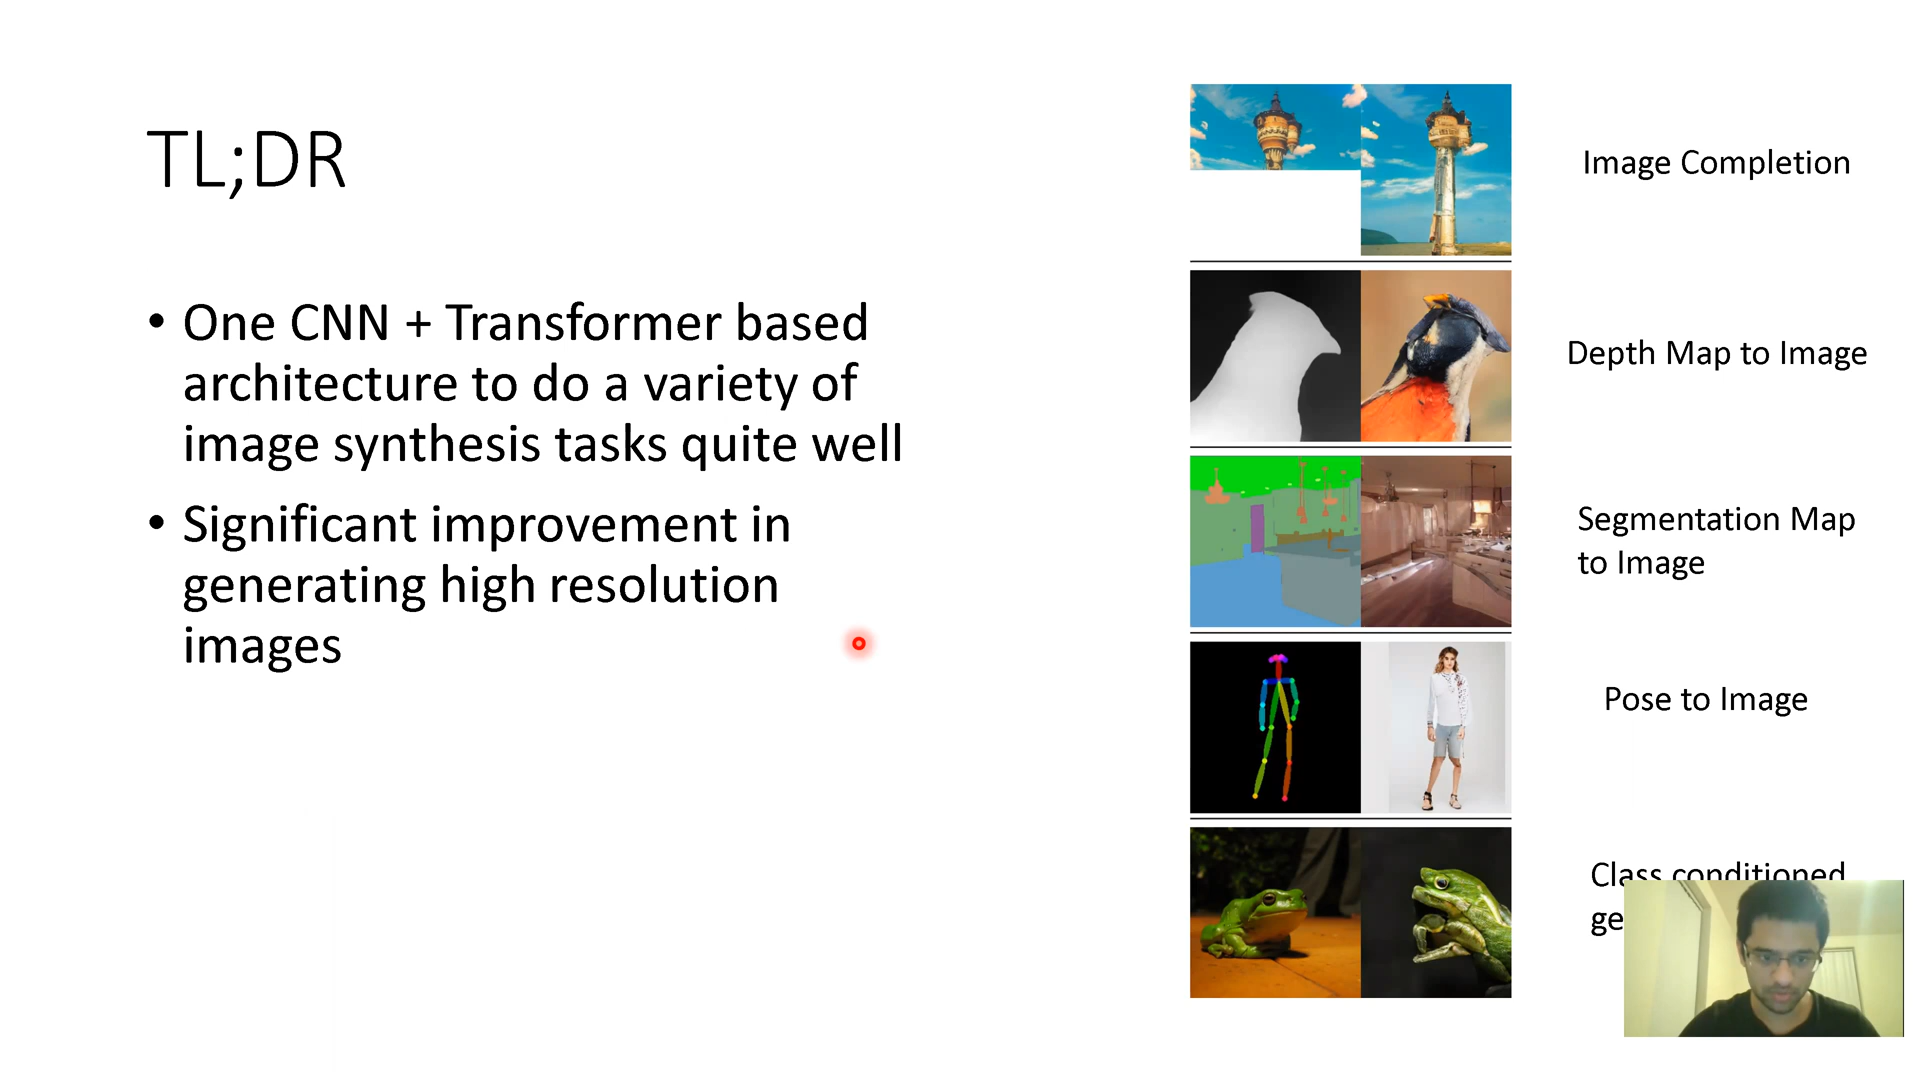 TL;DR
• One CNN + Transformer based
architecture to do a variety of
image synthesis tasks quite well
• Significant improvement in
generating high resolution
images
Image Completion
Depth Map to Image
Segmentation Map
to Image
Pose to Image
Class conditioned